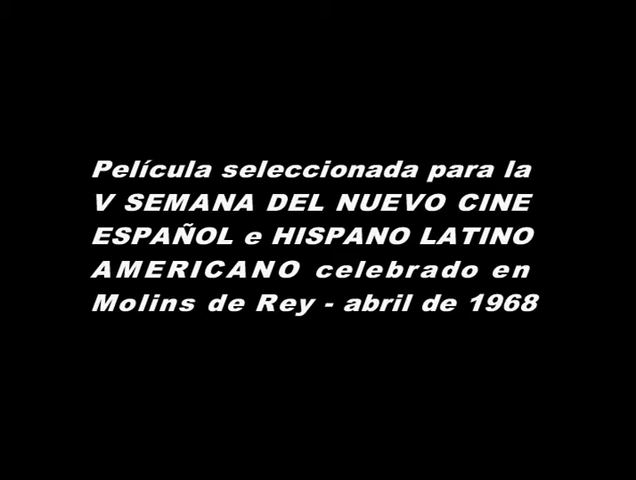 Película seleccionada para la
V SEMANA DEL NUEVO CINE
ESPAÑOL e HISPANO LATINO
AMERICANO celebrado en
Molins de Rey - abril de 1968